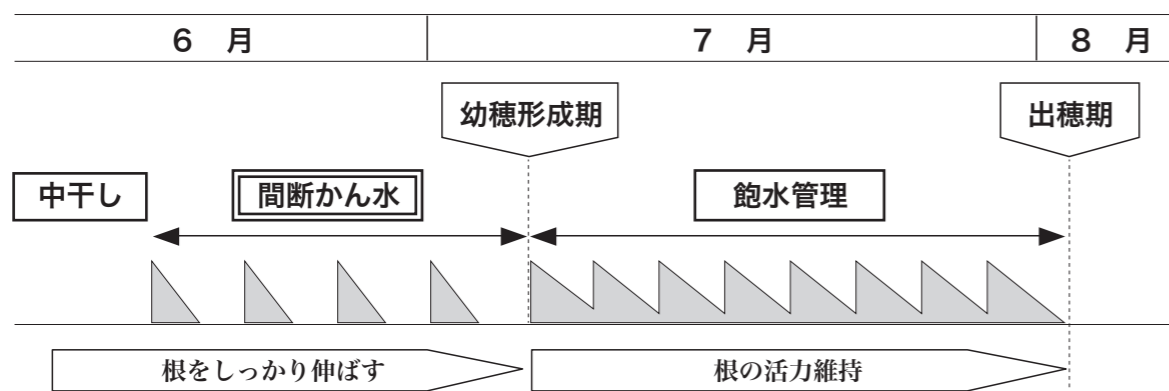 6 月
7 月
8 月
幼穂形成期
出穂期
中干し
間断かん水
飽水管理
根をしっかり伸ばす
根の活力維持